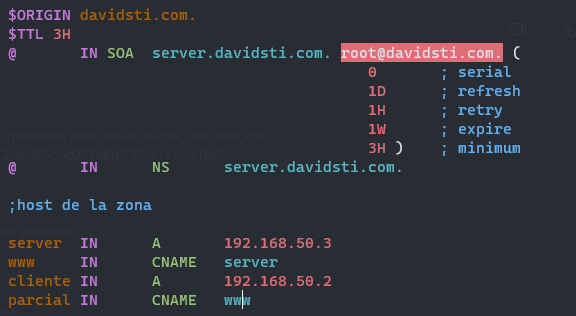 $ORIGIN davidsti.com.
$TTL 3H
@ IN SOA server.davidsti.com. root@davidsti.com. (
0 ; serial
1D ; refresh
1H ; retry
1W ; expire
3H ) ; minimum
@ IN NS server.davidsti.com.
;host de la zona
server IN A 192.168.50.3
www IN CNAME server
cliente IN A 192.168.50.2
parcial IN CNAME www